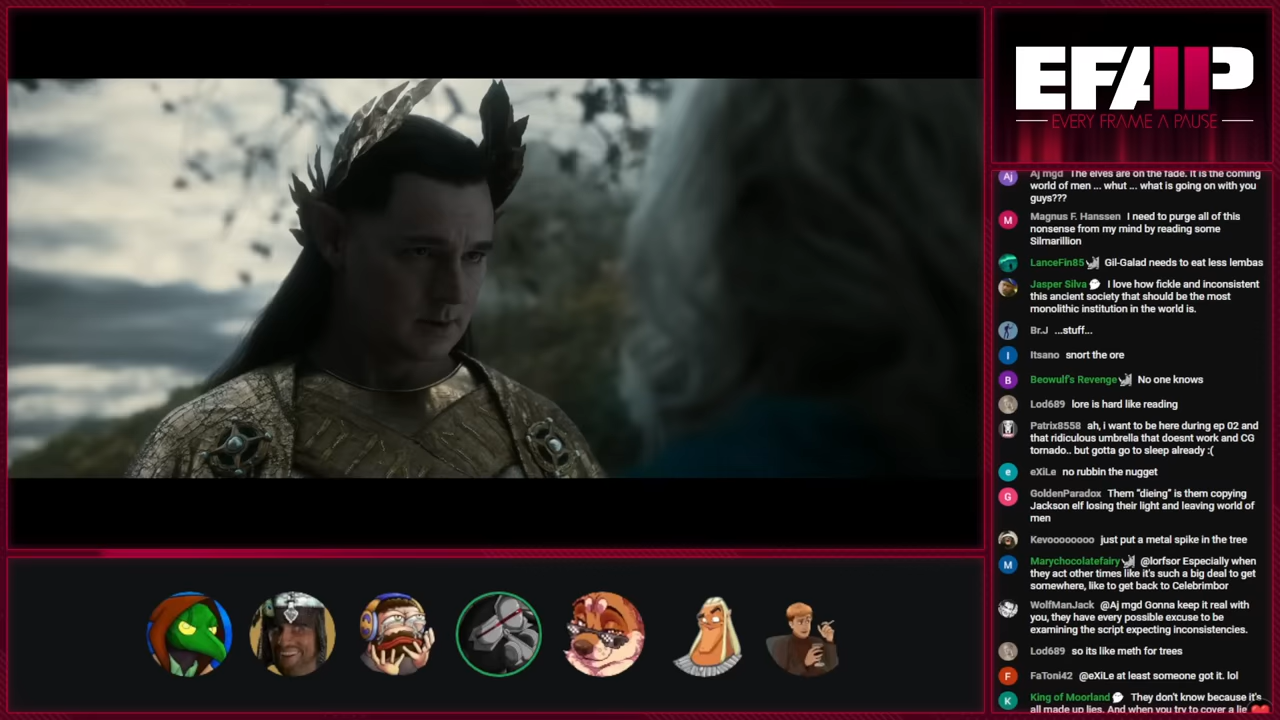 EFAP
EVERY FRAME A PAUSE
Aj mgd The elves are on the fade. It is the coming
world of men ... whut ... what is going on with you
guys???
M
Magnus F. Hanssen I need to purge all of this
nonsense from my mind by reading some
Silmarillion
LanceFin85 Gil-Galad needs to eat less lembas
Jasper Silva I love how fickle and inconsistent
this ancient society that should be the most
monolithic institution in the world is.
Br.J ...stuff...
I
Itsano snort the ore
B
Beowulf's Revenge No one knows
Lod689 lore is hard like reading
Patrix8558 ah, i want to be here during ep 02 and
that ridiculous umbrella that doesnt work and CG
tornado.. but gotta go to sleep already :(
e
eXiLe no rubbin the nugget
G
GoldenParadox Them "dieing" is them copying
Jackson elf losing their light and leaving world of
men
Kevoooooooo just put a metal spike in the tree
M
Marychocolatefairy @lorfsor Especially when
they act other times like it's such a big deal to get
somewhere, like to get back to Celebrimbor
WolfManJack @Aj mgd Gonna keep it real with
you, they have every possible excuse to be
examining the script expecting inconsistencies.
Lod689 so its like meth for trees
F
FaToni42 @eXiLe at least someone got it. lol
K
King of Moorland They don't know because it's
all made up lies. And when you try to cover a lie